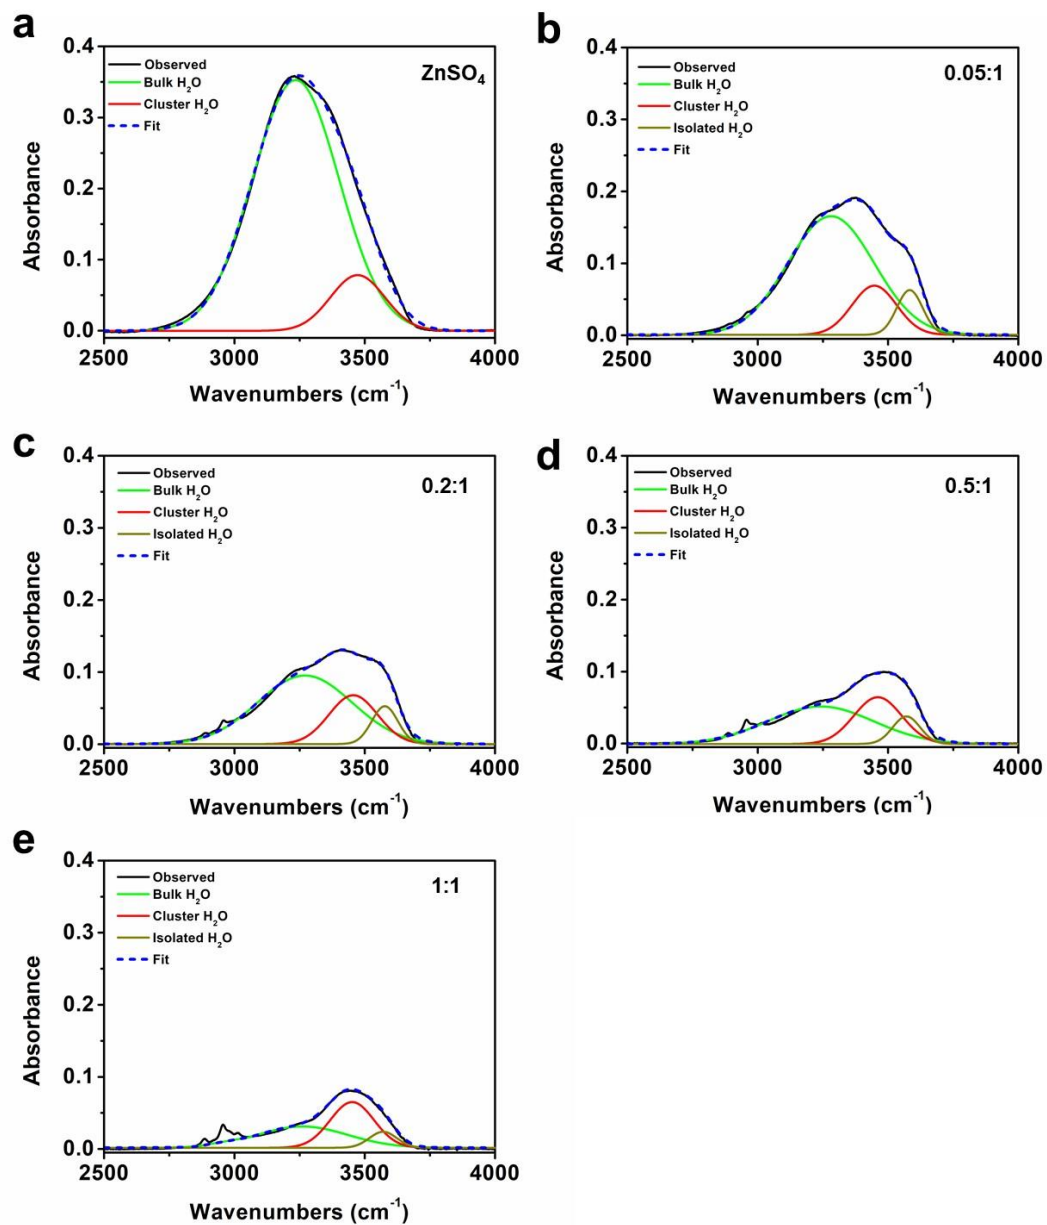 a
ZnSO4
Observed
Bulk H2O
Cluster H2O
Fit
0.4
0.3
0.2
0.1
0.0
Absorbance
2500 3000 3500 4000
Wavenumbers (cm-1)
b
0.05:1
Observed
Bulk H2O
Cluster H2O
Isolated H2O
Fit
0.4
0.3
0.2
0.1
0.0
Absorbance
2500 3000 3500 4000
Wavenumbers (cm-1)
c
0.2:1
Observed
Bulk H2O
Cluster H2O
Isolated H2O
Fit
0.4
0.3
0.2
0.1
0.0
Absorbance
2500 3000 3500 4000
Wavenumbers (cm-1)
d
0.5:1
Observed
Bulk H2O
Cluster H2O
Isolated H2O
Fit
0.4
0.3
0.2
0.1
0.0
Absorbance
2500 3000 3500 4000
Wavenumbers (cm-1)
e
1:1
Observed
Bulk H2O
Cluster H2O
Isolated H2O
Fit
0.4
0.3
0.2
0.1
0.0
Absorbance
2500 3000 3500 4000
Wavenumbers (cm-1)